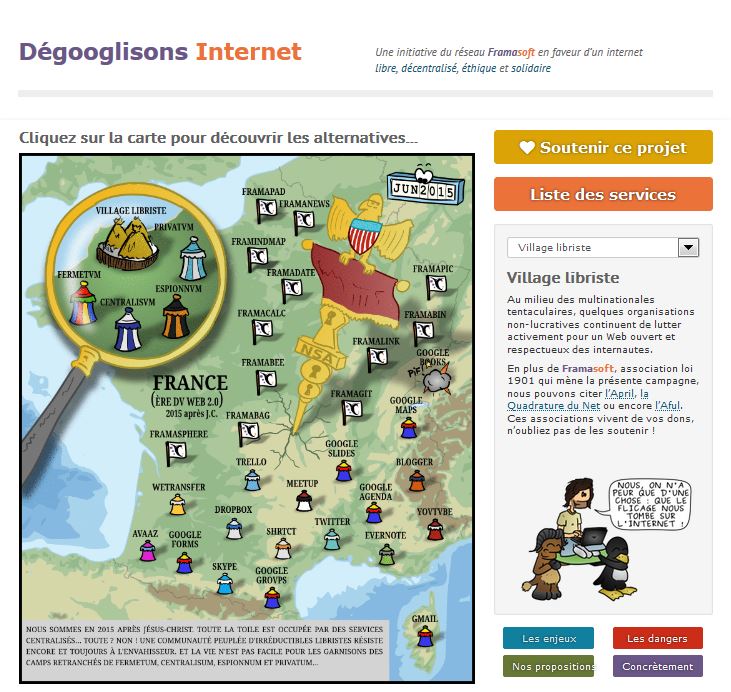 Dégooglisons Internet
Une initiative du réseau Framasoft en faveur d'un internet
libre, décentralisé, éthique et solidaire
Cliquez sur la carte pour découvrir les alternatives...
JUN2015
FRAMAPAD
FRAMANEWS
VILLAGE LIBRISTE
PRIVATVM
FRAMINDMAP
FERMETVM
ESPIONNVM
CENTRALISVM
FRAMADATE
FRAMAPIC
FRAMACALC
FRAMABIN
FRAMALINK
NSA
GOOGLE
BOOKS
PIF
FRAMABEE
FRANCE
(ÈRE DV WEB 2.0)
2015 après J.C.
FRAMAGIT
GOOGLE
MAPS
FRAMABAG
FRAMASPHERE
GOOGLE
SLIDES
TRELLO
BLOGGER
WETRANSFER
MEETUP
GOOGLE
AGENDA
DROPBOX
TWITTER
YOVTVBE
AVAAZ
GOOGLE
FORMS
SHRTCT
EVERNOTE
SKYPE
GOOGLE
GROVPS
GMAIL
NOUS SOMMES EN 2015 APRÈS JÉSUS-CHRIST. TOUTE LA TOILE EST OCCUPÉE PAR DES SERVICES
CENTRALISÉS... TOUTE ? NON ! UNE COMMUNAUTÉ PEUPLÉE D'IRRÉDUCTIBLES LIBRISTES RÉSISTE
ENCORE ET TOUJOURS À L'ENVAHISSEUR. ET LA VIE N'EST PAS FACILE POUR LES GARNISONS DES
CAMPS RETRANCHÉS DE FERMETUM, CENTRALISUM, ESPIONNUM ET PRIVATUM...
Soutenir ce projet
Liste des services
Village libriste
Village libriste
Au milieu des multinationales
tentaculaires, quelques organisations
non-lucratives continuent de lutter
activement pour un Web ouvert et
respectueux des internautes.
En plus de Framasoft, association loi
1901 qui mène la présente campagne,
nous pouvons citer l'April, la
Quadrature du Net ou encore l'Aful.
Ces associations vivent de vos dons,
n'oubliez pas de les soutenir !
NOUS, ON N'A
PEUR QUE D'UNE
CHOSE : QUE LE
FLICAGE NOUS
TOMBE SUR
L'INTERNET !
Les enjeux
Les dangers
Nos propositions
Concrètement